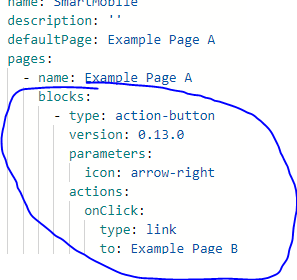 name: SmartMobile
description: ''
defaultPage: Example Page A
pages:
- name: Example Page A
blocks:
- type: action-button
version: 0.13.0
parameters:
icon: arrow-right
actions:
onClick:
type: link
to: Example Page B